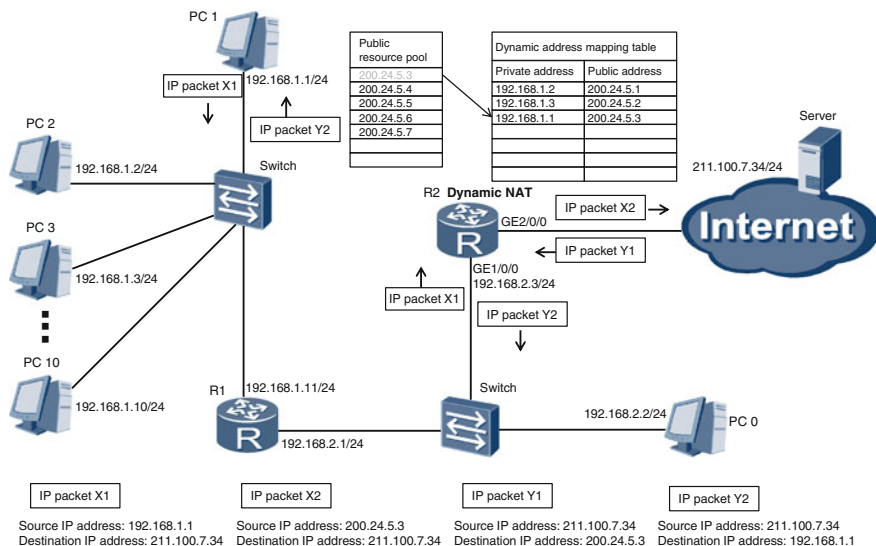 PC 1
Public resource pool
200.24.5.3
200.24.5.4
200.24.5.5
200.24.5.6
200.24.5.7
Dynamic address mapping table
Private address Public address
192.168.1.2 200.24.5.1
192.168.1.3 200.24.5.2
192.168.1.1 200.24.5.3
192.168.1.1/24
IP packet X1
IP packet Y2
PC 2
192.168.1.2/24
Switch
Server
211.100.7.34/24
R2 Dynamic NAT
IP packet X2
GE2/0/0
Internet
R
IP packet Y1
PC 3
192.168.1.3/24
GE1/0/0
192.168.2.3/24
IP packet X1
IP packet Y2
PC 10
192.168.1.10/24
R1
192.168.1.11/24
R
192.168.2.1/24
Switch
192.168.2.2/24
PC 0
IP packet X1
Source IP address: 192.168.1.1
Destination IP address: 211.100.7.34
IP packet X2
Source IP address: 200.24.5.3
Destination IP address: 211.100.7.34
IP packet Y1
Source IP address: 211.100.7.34
Destination IP address: 200.24.5.3
IP packet Y2
Source IP address: 211.100.7.34
Destination IP address: 192.168.1.1